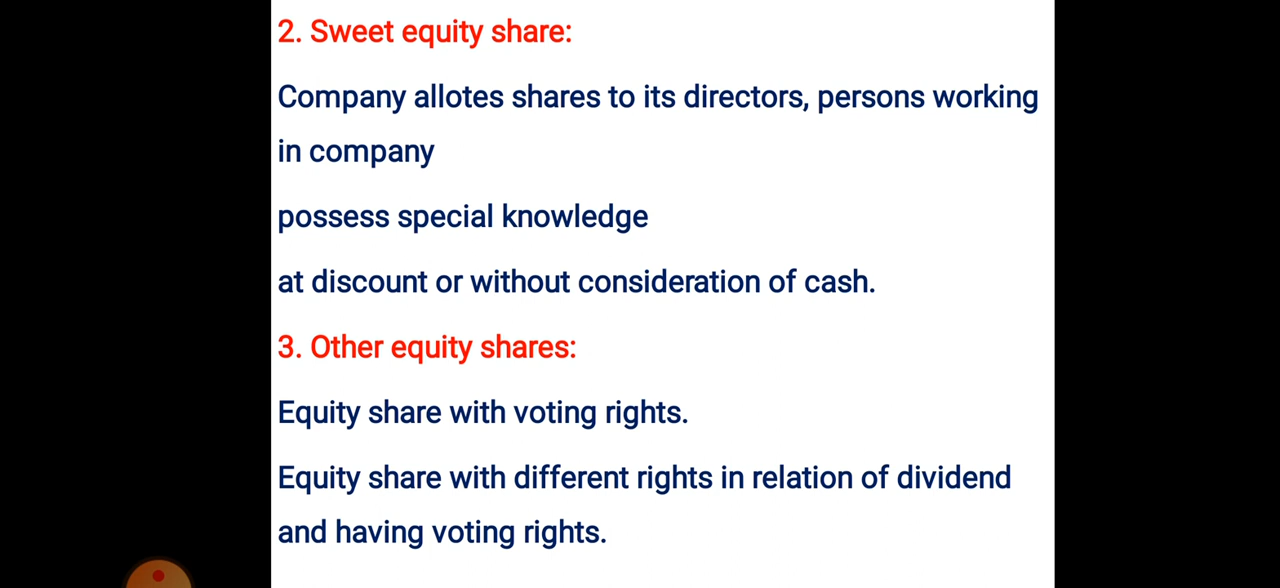 2. Sweet equity share:
Company allotes shares to its directors, persons working
in company
possess special knowledge
at discount or without consideration of cash.
3. Other equity shares:
Equity share with voting rights.
Equity share with different rights in relation of dividend
and having voting rights.